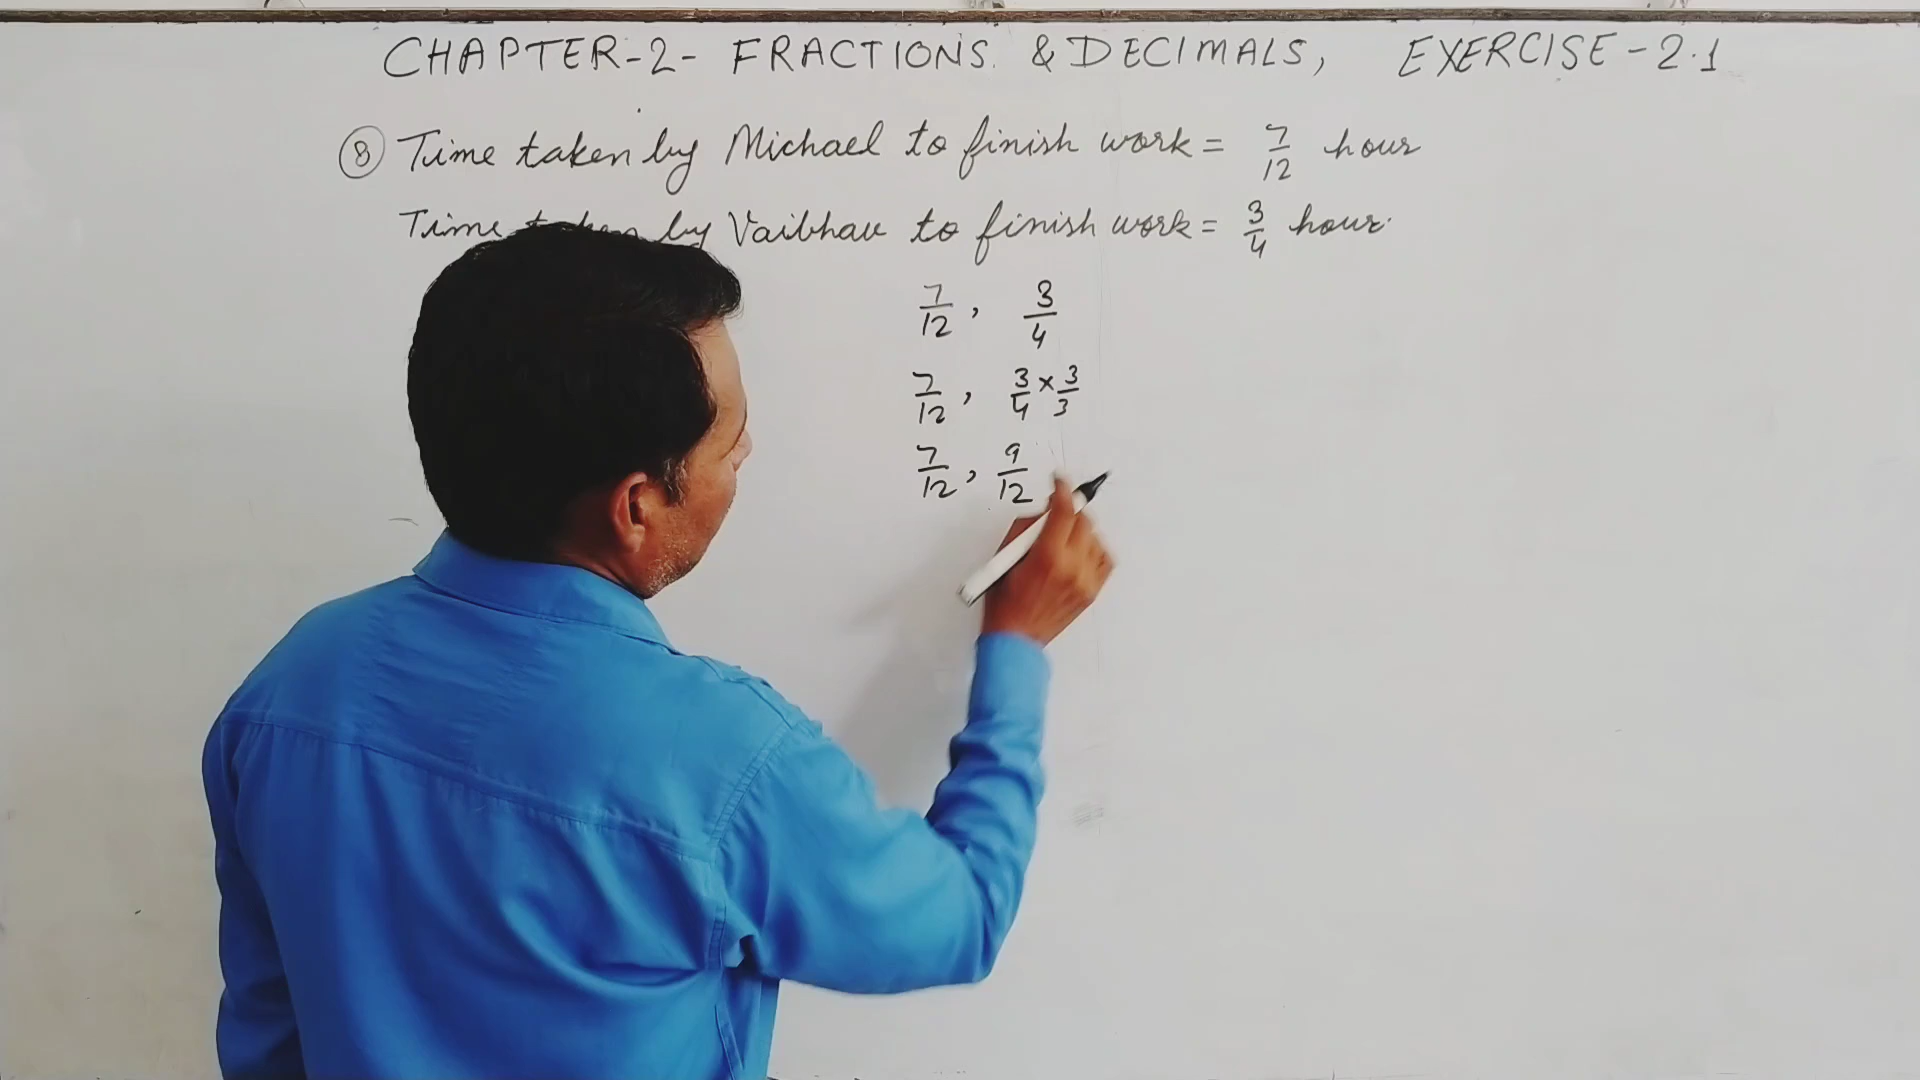 CHAPTER-2- FRACTIONS & DECIMALS, EXERCISE-2.1
⑧ Time taken by Michael to finish work = 7/12 hour
Time taken by Vaibhav to finish work = 3/4 hour.
7/12, 3/4
7/12, 3/4 × 3/3
7/12, 9/12